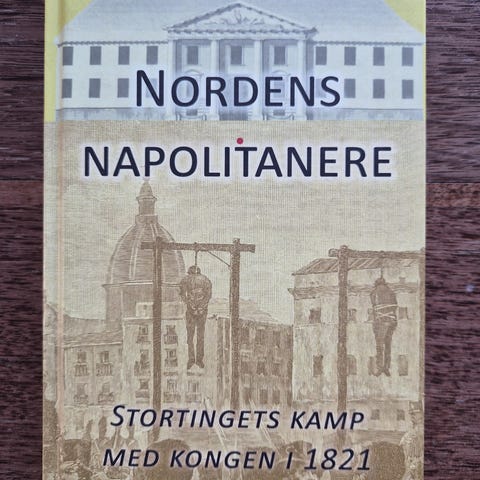 NORDENS
NAPOLITANERE
STORTINGETS KAMP
MED KONGEN I 1821